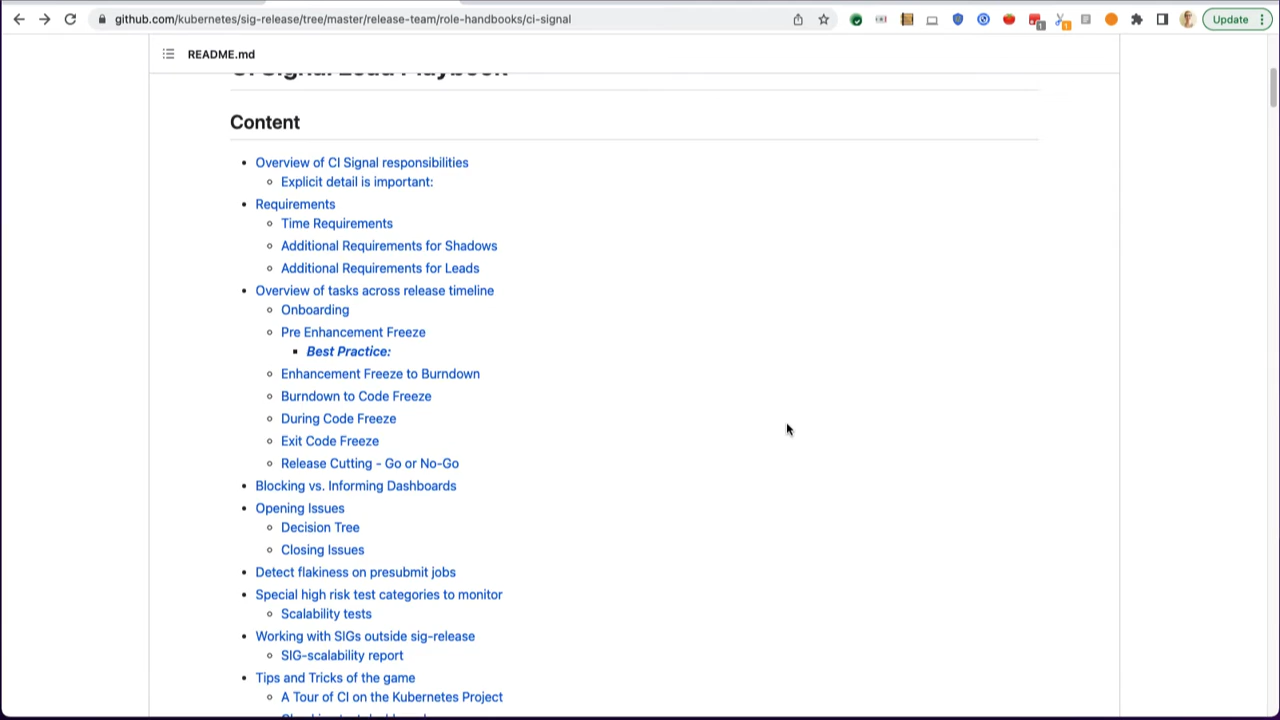 github.com/kubernetes/sig-release/tree/master/release-team/role-handbooks/ci-signal
Update
README.md
CI Signal Lead Playbook
Content
Overview of CI Signal responsibilities
Explicit detail is important:
Requirements
Time Requirements
Additional Requirements for Shadows
Additional Requirements for Leads
Overview of tasks across release timeline
Onboarding
Pre Enhancement Freeze
Best Practice:
Enhancement Freeze to Burndown
Burndown to Code Freeze
During Code Freeze
Exit Code Freeze
Release Cutting - Go or No-Go
Blocking vs. Informing Dashboards
Opening Issues
Decision Tree
Closing Issues
Detect flakiness on presubmit jobs
Special high risk test categories to monitor
Scalability tests
Working with SIGs outside sig-release
SIG-scalability report
Tips and Tricks of the game
A Tour of CI on the Kubernetes Project